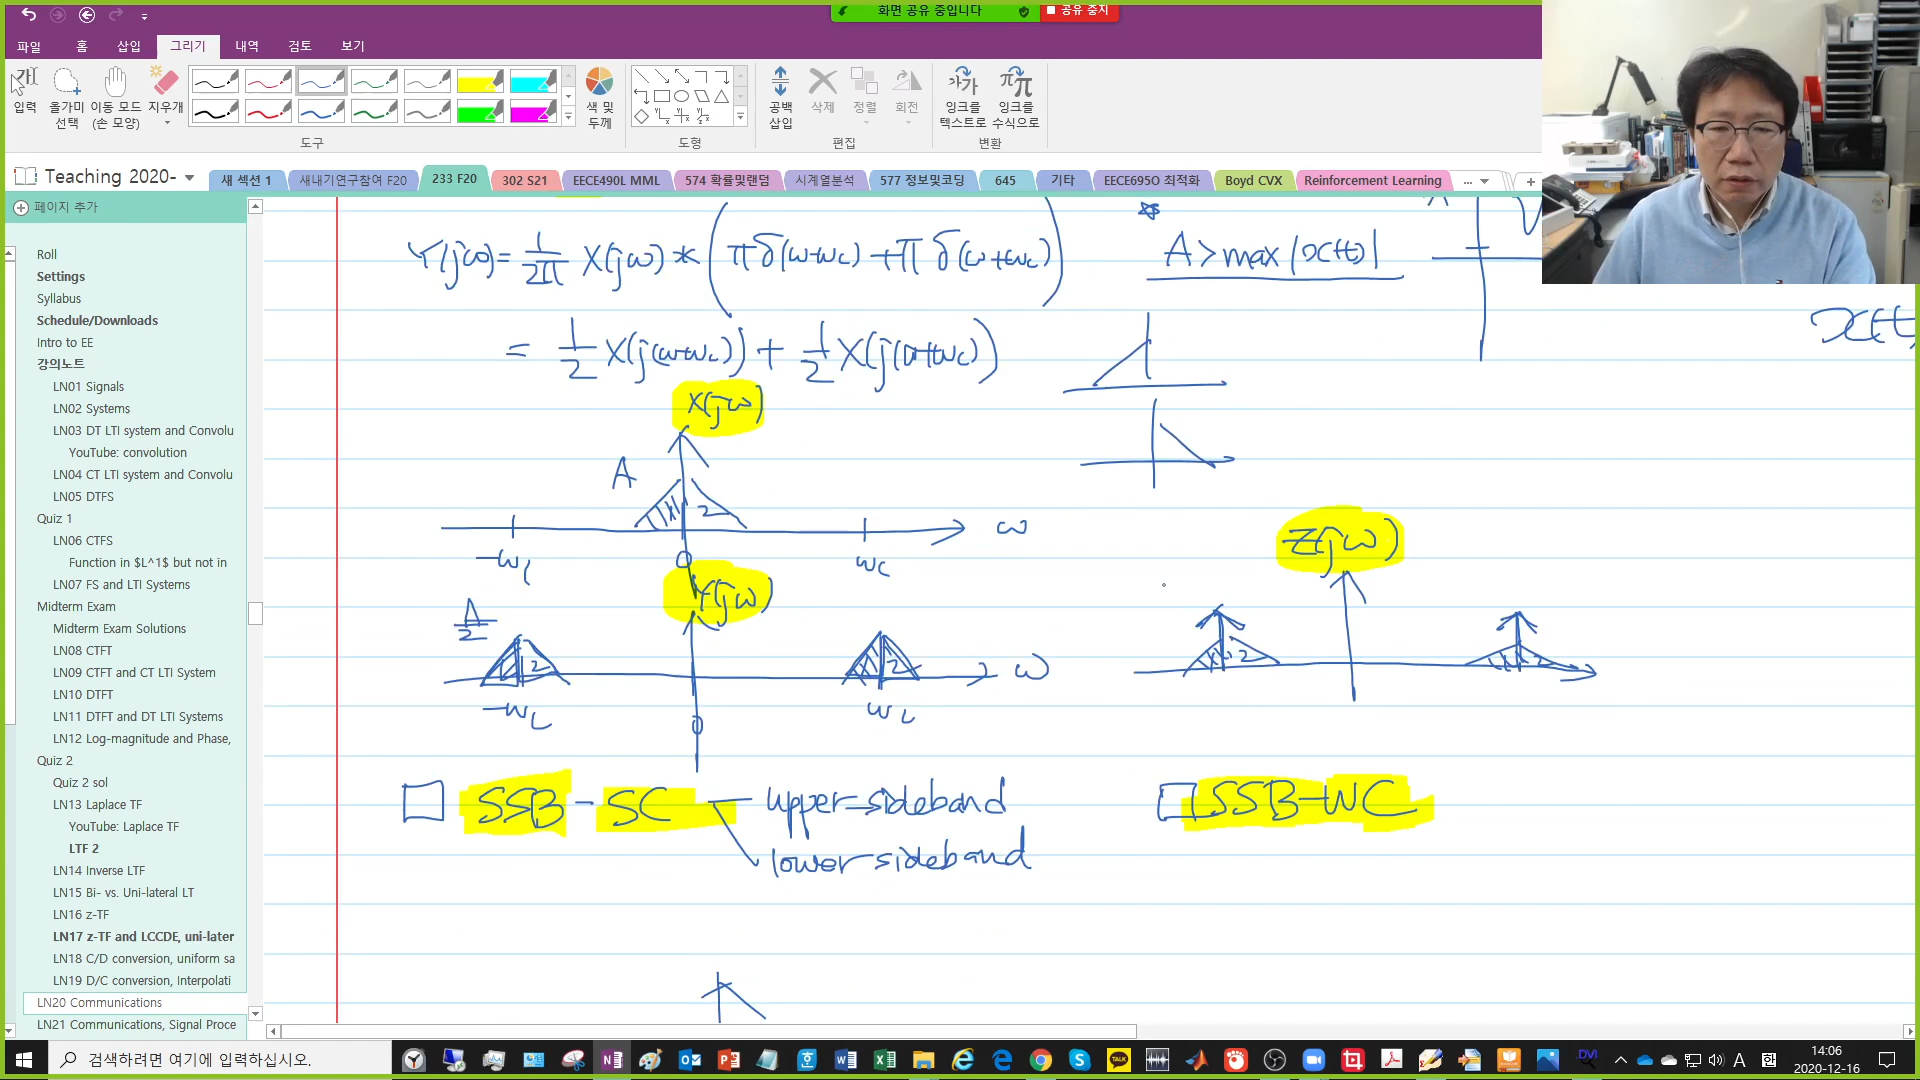 화면 공유 중입니다
공유 중지
파일 홈 삽입 그리기 내역 검토 보기
입력
올가미 선택
이동 모드 (손 모양)
지우개
색 및 두께
공백 삽입
삭제
정렬
회전
잉크를 텍스트로
잉크를 수식으로
도구 도형 편집 변환
Teaching 2020-
새 섹션 1
새내기연구참여 F20
233 F20
302 S21
EECE490L MML
574 확률및랜덤
시계열분석
577 정보및코딩
645
기타
EECE695O 최적화
Boyd CVX
Reinforcement Learning
...
페이지 추가
Roll
Settings
Syllabus
Schedule/Downloads
Intro to EE
강의노트
LN01 Signals
LN02 Systems
LN03 DT LTI system and Convolu
YouTube: convolution
LN04 CT LTI system and Convolu
LN05 DTFS
Quiz 1
LN06 CTFS
Function in $L^1$ but not in
LN07 FS and LTI Systems
Midterm Exam
Midterm Exam Solutions
LN08 CTFT
LN09 CTFT and CT LTI System
LN10 DTFT
LN11 DTFT and DT LTI Systems
LN12 Log-magnitude and Phase,
Quiz 2
Quiz 2 sol
LN13 Laplace TF
YouTube: Laplace TF
LTF 2
LN14 Inverse LTF
LN15 Bi- vs. Uni-lateral LT
LN16 z-TF
LN17 z-TF and LCCDE, uni-later
LN18 C/D conversion, uniform sa
LN19 D/C conversion, Interpolati
LN20 Communications
LN21 Communications, Signal Proce
Y(jω) = 1/2π X(jω) * (πδ(ω-ωc) + πδ(ω+ωc))
A > max |x(t)|
x(t)
= 1/2 X(j(ω-ωc)) + 1/2 X(j(ω+ωc))
X(jω)
A
2
-ωc 0 ωc ω
Y(jω)
A/2
2 2
-ωc 0 ωc ω
Z(jω)
2 2
□ SSB - SC
upper-sideband
lower-sideband
□ SSB-WC
검색하려면 여기에 입력하십시오.
A
14:06
2020-12-16